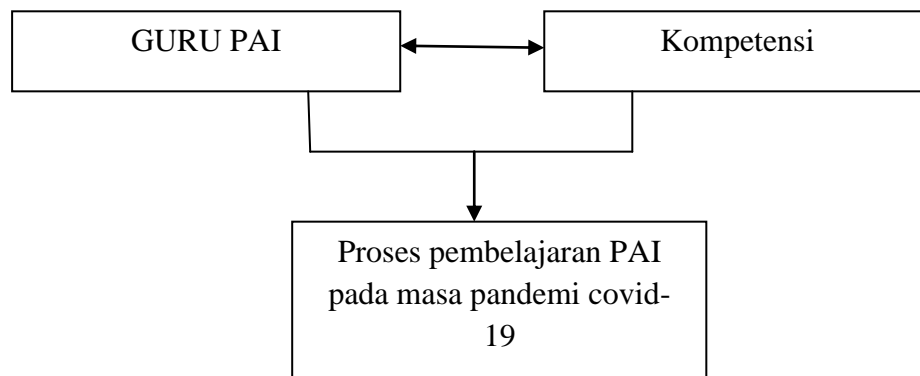 GURU PAI
Kompetensi
Proses pembelajaran PAI
pada masa pandemi covid-
19